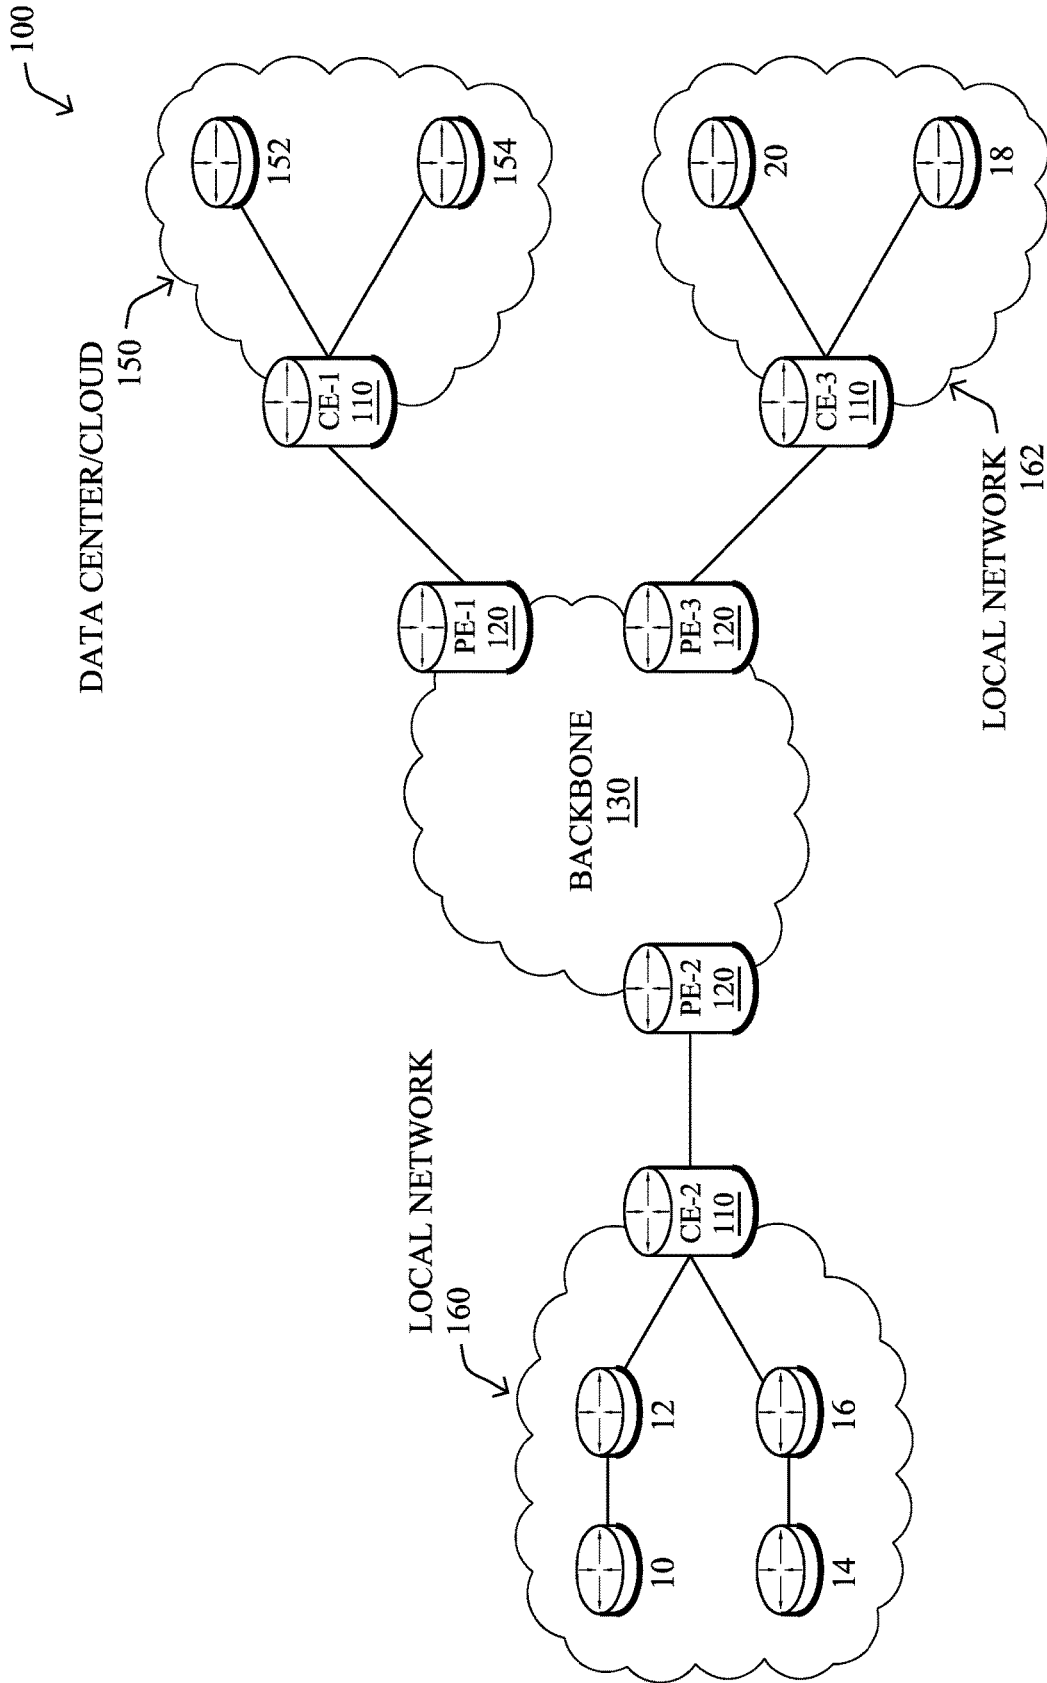 100
DATA CENTER/CLOUD
150
152
154
CE-1
110
LOCAL NETWORK
160
PE-1
120
BACKBONE
130
PE-2
120
PE-3
120
CE-2
110
10
12
14
16
CE-3
110
20
18
LOCAL NETWORK
162